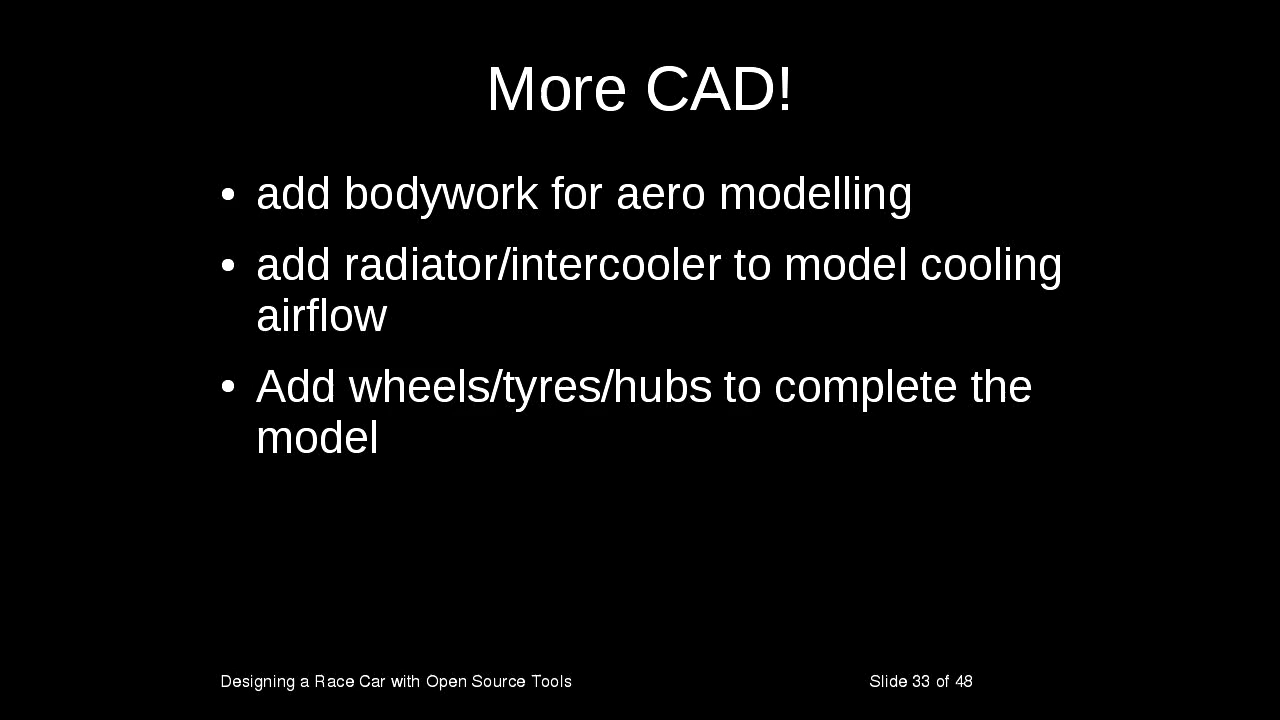 More CAD!
• add bodywork for aero modelling
• add radiator/intercooler to model cooling
airflow
• Add wheels/tyres/hubs to complete the
model
Designing a Race Car with Open Source Tools
Slide 33 of 48